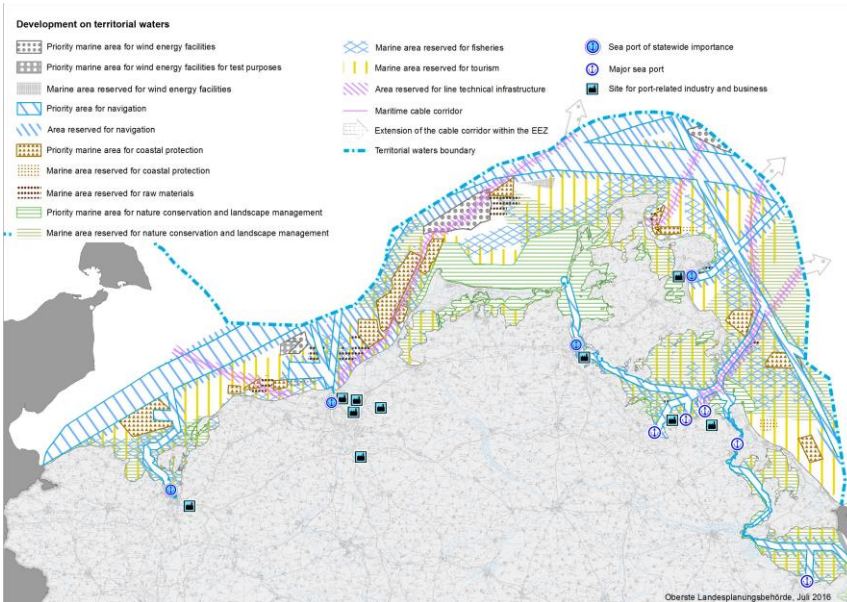 Development on territorial waters
Priority marine area for wind energy facilities
Priority marine area for wind energy facilities for test purposes
Marine area reserved for wind energy facilities
Priority area for navigation
Area reserved for navigation
Priority marine area for coastal protection
Marine area reserved for coastal protection
Marine area reserved for raw materials
Priority marine area for nature conservation and landscape management
Marine area reserved for nature conservation and landscape management
Marine area reserved for fisheries
Marine area reserved for tourism
Area reserved for line technical infrastructure
Maritime cable corridor
Extension of the cable corridor within the EEZ
Territorial waters boundary
Sea port of statewide importance
Major sea port
Site for port-related industry and business
Oberste Landesplanungsbehörde, Juli 2016